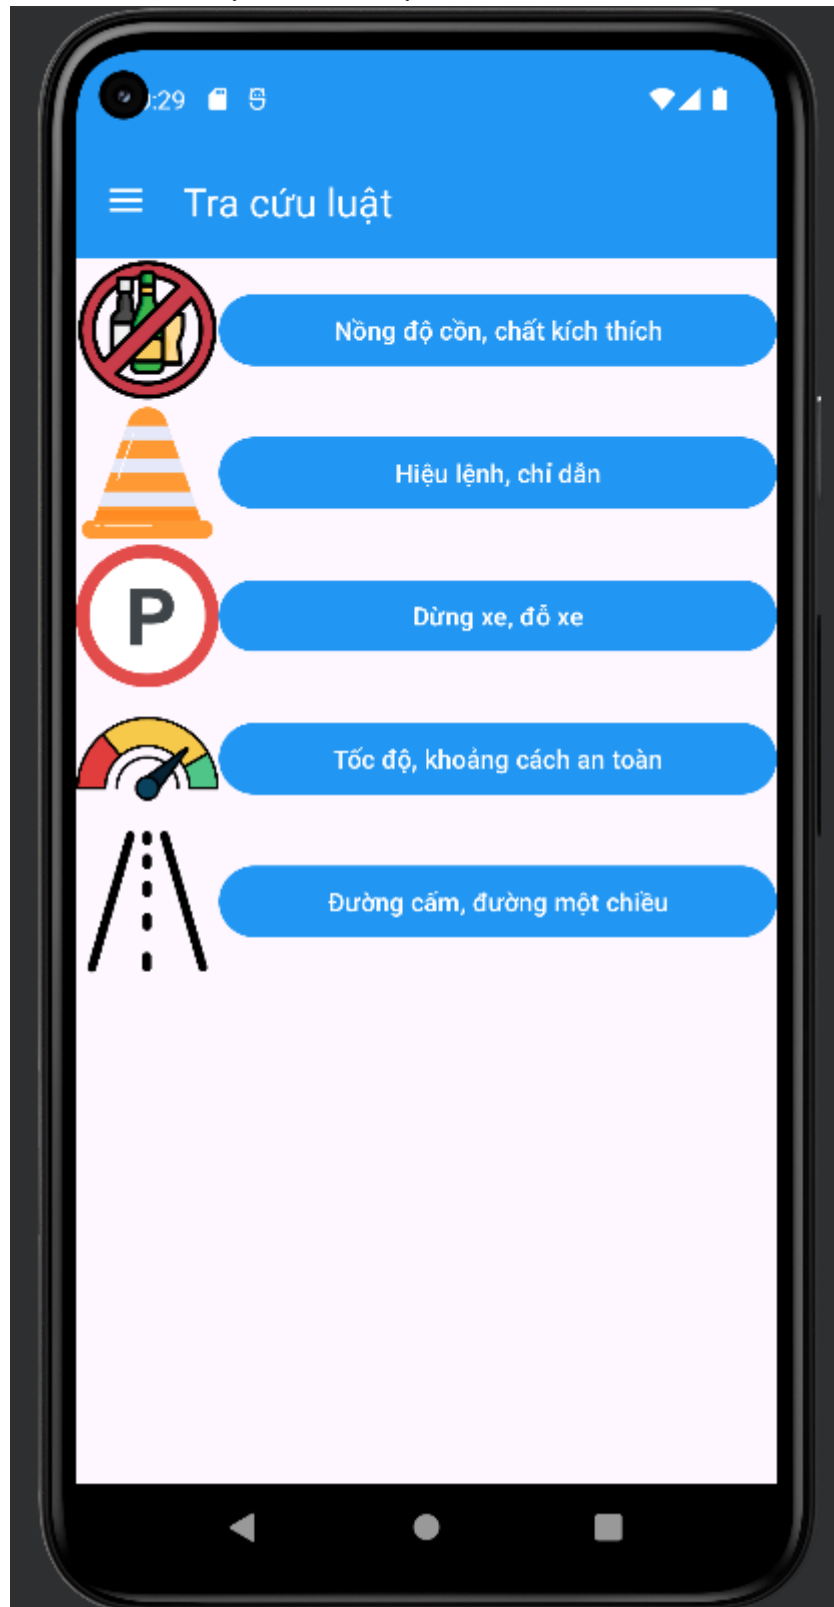 :29
Tra cứu luật
Nồng độ cồn, chất kích thích
Hiệu lệnh, chỉ dẫn
P
Dừng xe, đỗ xe
Tốc độ, khoảng cách an toàn
Đường cấm, đường một chiều